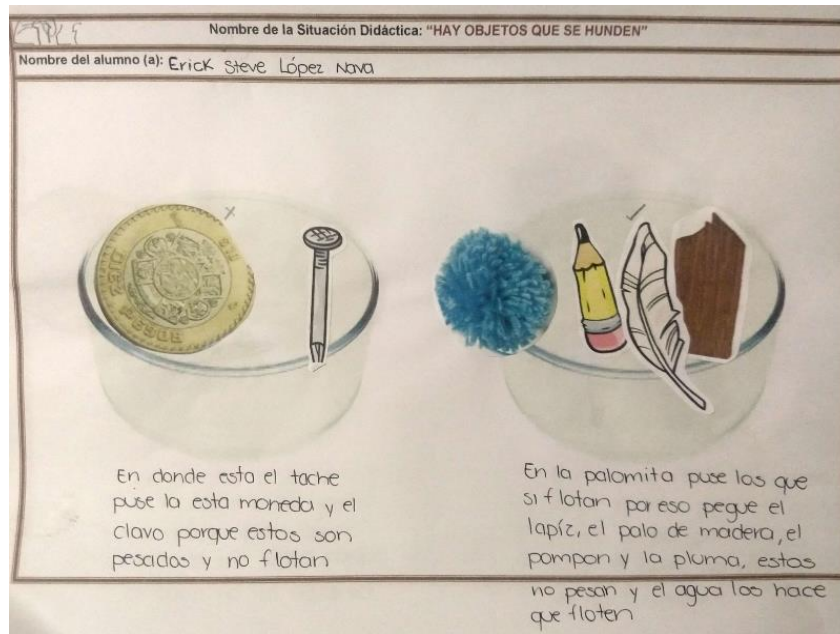 Nombre de la Situación Didáctica: "HAY OBJETOS QUE SE HUNDEN"
Nombre del alumno (a): Erick Steve López Nava
En donde esta el tache
puse la esta moneda y el
clavo porque estos son
pesados y no flotan
En la palomita puse los que
si flotan por eso pegue el
lapíz, el palo de madera, el
pompon y la pluma, estos
no pesan y el agua los hace
que floten